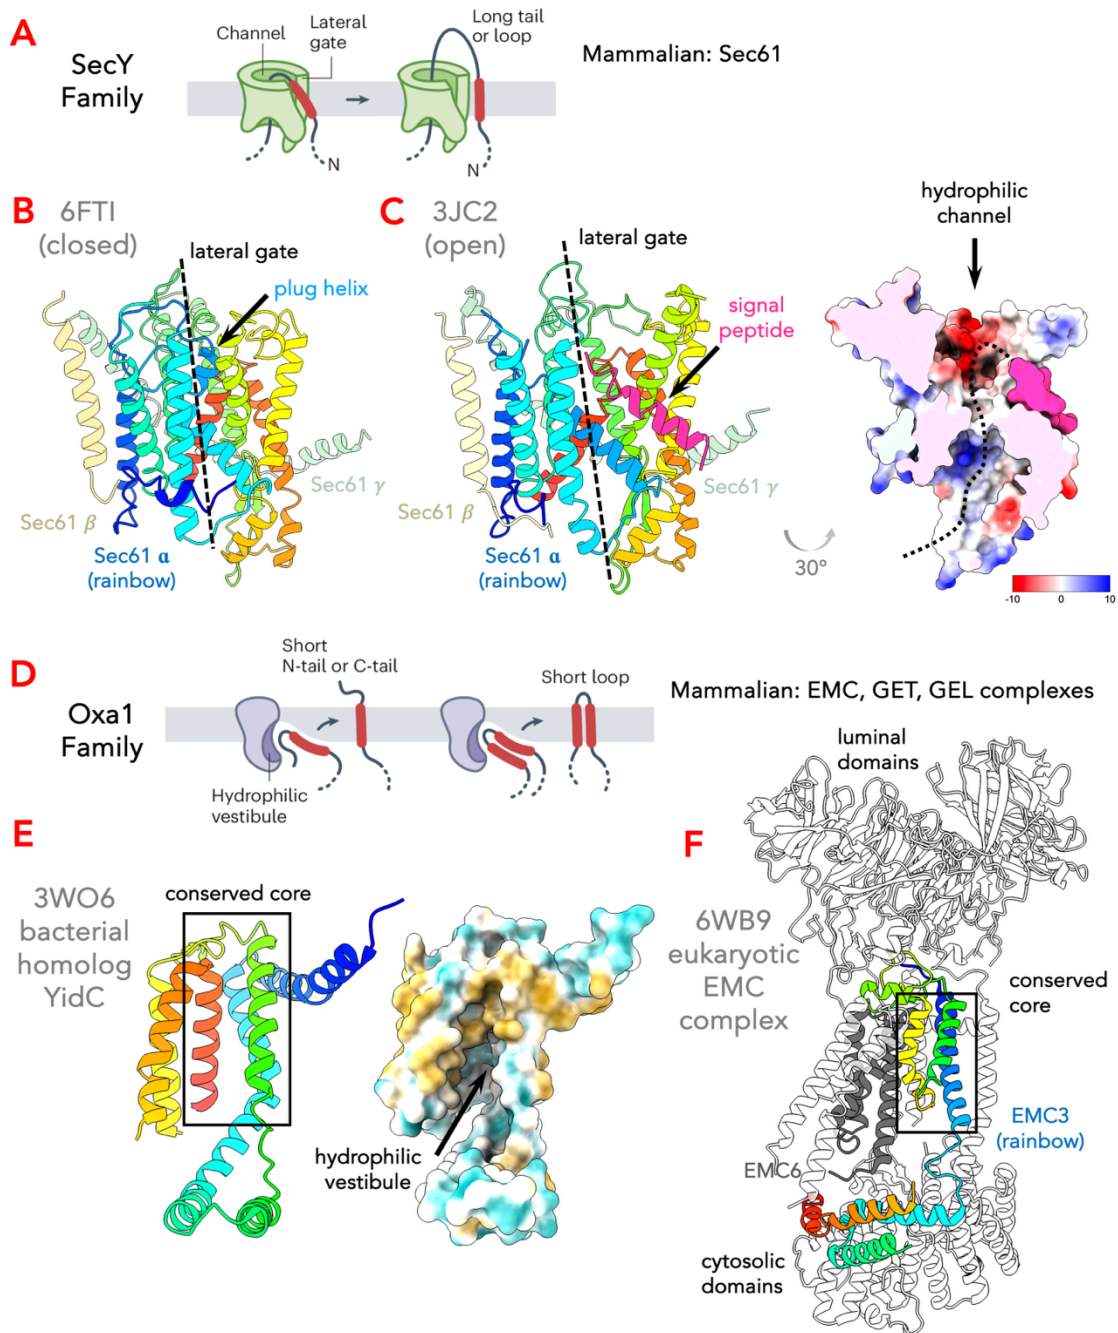 A
SecY
Family
Channel
Lateral
gate
Long tail
or loop
N
N
Mammalian: Sec61
B
6FTI
(closed)
lateral gate
plug helix
Sec61 β
Sec61 α
(rainbow)
Sec61 γ
C
3JC2
(open)
lateral gate
signal
peptide
Sec61 β
Sec61 α
(rainbow)
Sec61 γ
30°
hydrophilic
channel
-10 0 10
D
Oxa1
Family
Short
N-tail or C-tail
Short loop
Hydrophilic
vestibule
Mammalian: EMC, GET, GEL complexes
E
3WO6
bacterial
homolog
YidC
conserved core
hydrophilic
vestibule
F
6WB9
eukaryotic
EMC
complex
luminal
domains
conserved
core
EMC3
(rainbow)
EMC6
cytosolic
domains